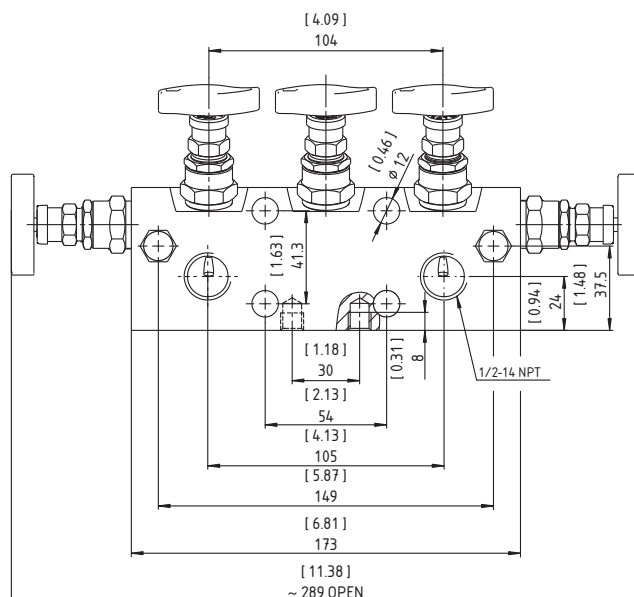 [ 4.09 ]
104
[ 0.46 ]
ø 12
[ 1.63 ]
41.3
[ 0.94 ]
24
[ 1.48 ]
37.5
[ 0.31 ]
8
1/2-14 NPT
[ 1.18 ]
30
[ 2.13 ]
54
[ 4.13 ]
105
[ 5.87 ]
149
[ 6.81 ]
173
[ 11.38 ]
~ 289 OPEN